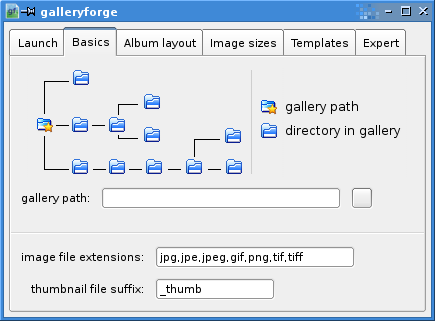 galleryforge
Launch Basics Album layout Image sizes Templates Expert
gallery path
directory in gallery
gallery path:
image file extensions: jpg,jpe,jpeg,gif,png,tif,tiff
thumbnail file suffix: _thumb